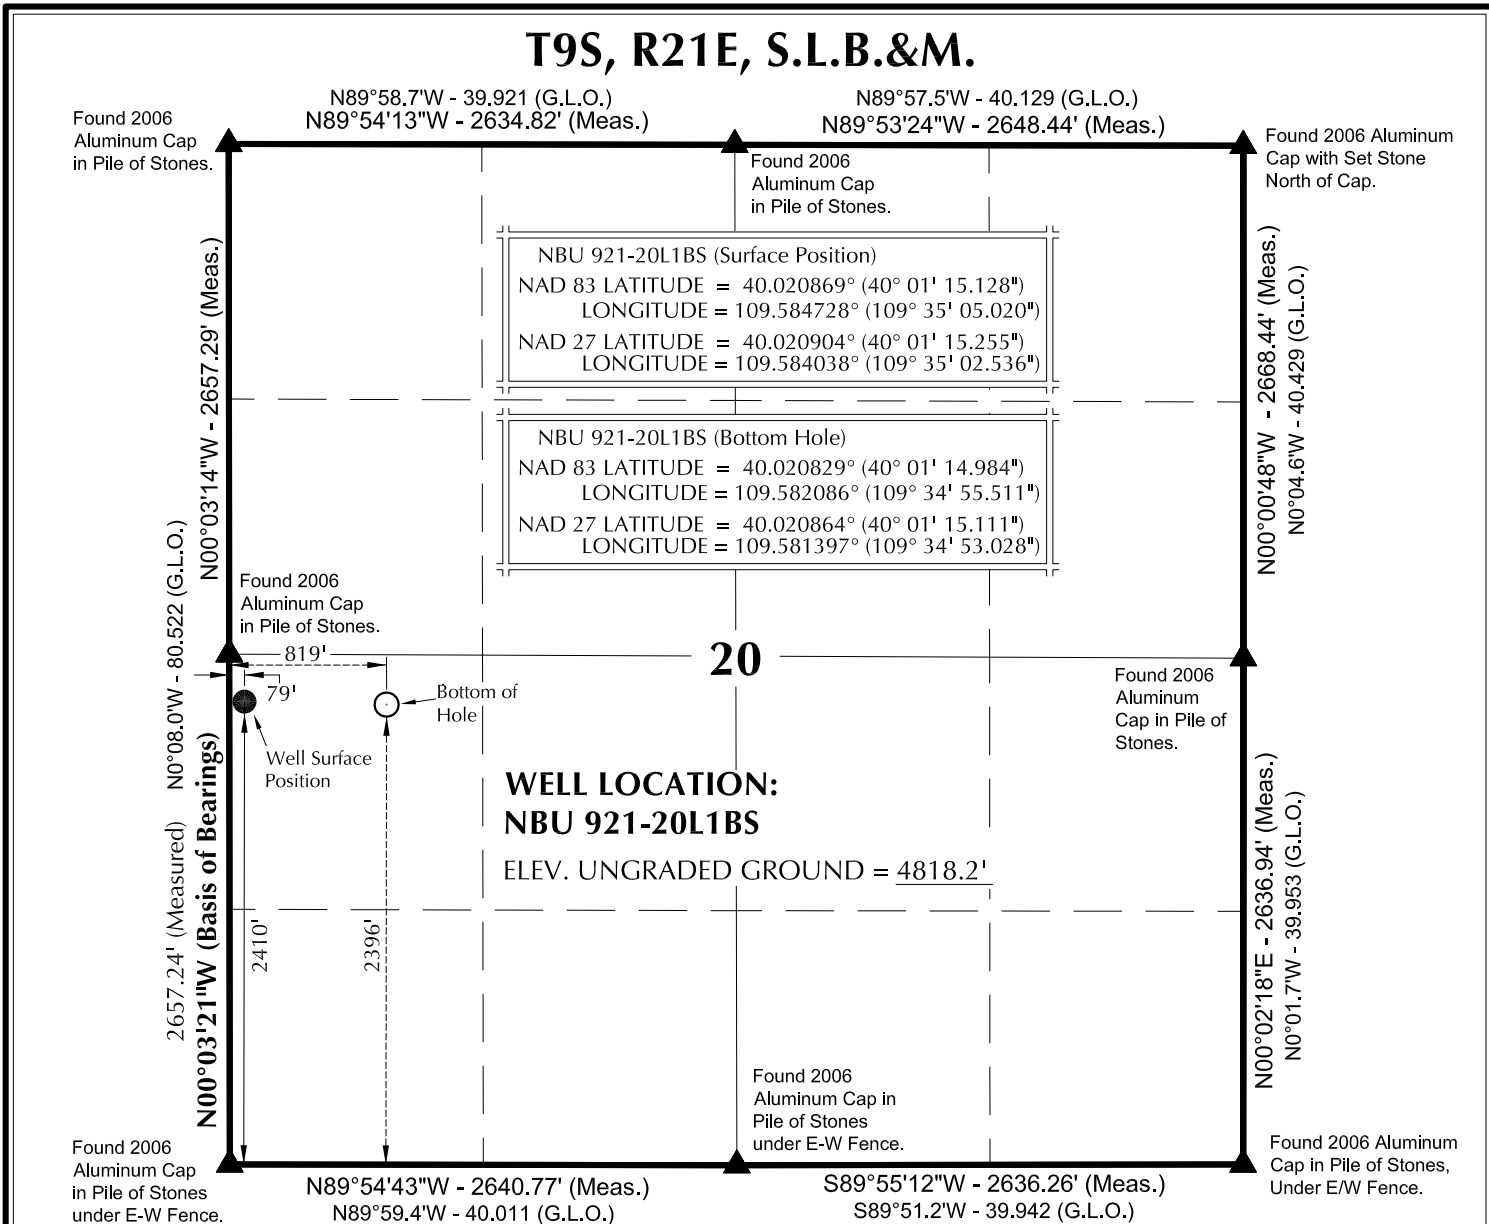 T9S, R21E, S.L.B.&M.
N89°58.7'W - 39.921 (G.L.O.)
N89°54'13"W - 2634.82' (Meas.)
N89°57.5'W - 40.129 (G.L.O.)
N89°53'24"W - 2648.44' (Meas.)
Found 2006
Aluminum Cap
in Pile of Stones.
Found 2006
Aluminum Cap
in Pile of Stones.
Found 2006 Aluminum
Cap with Set Stone
North of Cap.
NBU 921-20L1BS (Surface Position)
NAD 83 LATITUDE = 40.020869° (40° 01' 15.128")
LONGITUDE = 109.584728° (109° 35' 05.020")
NAD 27 LATITUDE = 40.020904° (40° 01' 15.255")
LONGITUDE = 109.584038° (109° 35' 02.536")
NBU 921-20L1BS (Bottom Hole)
NAD 83 LATITUDE = 40.020829° (40° 01' 14.984")
LONGITUDE = 109.582086° (109° 34' 55.511")
NAD 27 LATITUDE = 40.020864° (40° 01' 15.111")
LONGITUDE = 109.581397° (109° 34' 53.028")
N00°03'14"W - 2657.29' (Meas.)
N00°00'48"W - 2668.44' (Meas.)
N0°04.6'W - 40.429 (G.L.O.)
N0°08.0'W - 80.522 (G.L.O.)
Found 2006
Aluminum Cap
in Pile of Stones.
819'
79'
20
Bottom of
Hole
Well Surface
Position
Found 2006
Aluminum
Cap in Pile of
Stones.
WELL LOCATION:
NBU 921-20L1BS
ELEV. UNGRADED GROUND = 4818.2'
2657.24' (Measured)
N00°03'21"W (Basis of Bearings)
2410'
2396'
N00°02'18"E - 2636.94' (Meas.)
N0°01.7'W - 39.953 (G.L.O.)
Found 2006
Aluminum Cap in
Pile of Stones
under E-W Fence.
Found 2006
Aluminum Cap
in Pile of Stones
under E-W Fence.
Found 2006 Aluminum
Cap in Pile of Stones,
Under E/W Fence.
N89°54'43"W - 2640.77' (Meas.)
N89°59.4'W - 40.011 (G.L.O.)
S89°55'12"W - 2636.26' (Meas.)
S89°51.2'W - 39.942 (G.L.O.)